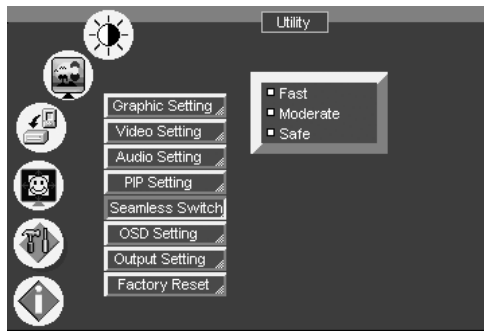 Utility
Graphic Setting
Video Setting
Audio Setting
PIP Setting
Seamless Switch
OSD Setting
Output Setting
Factory Reset
Fast
Moderate
Safe